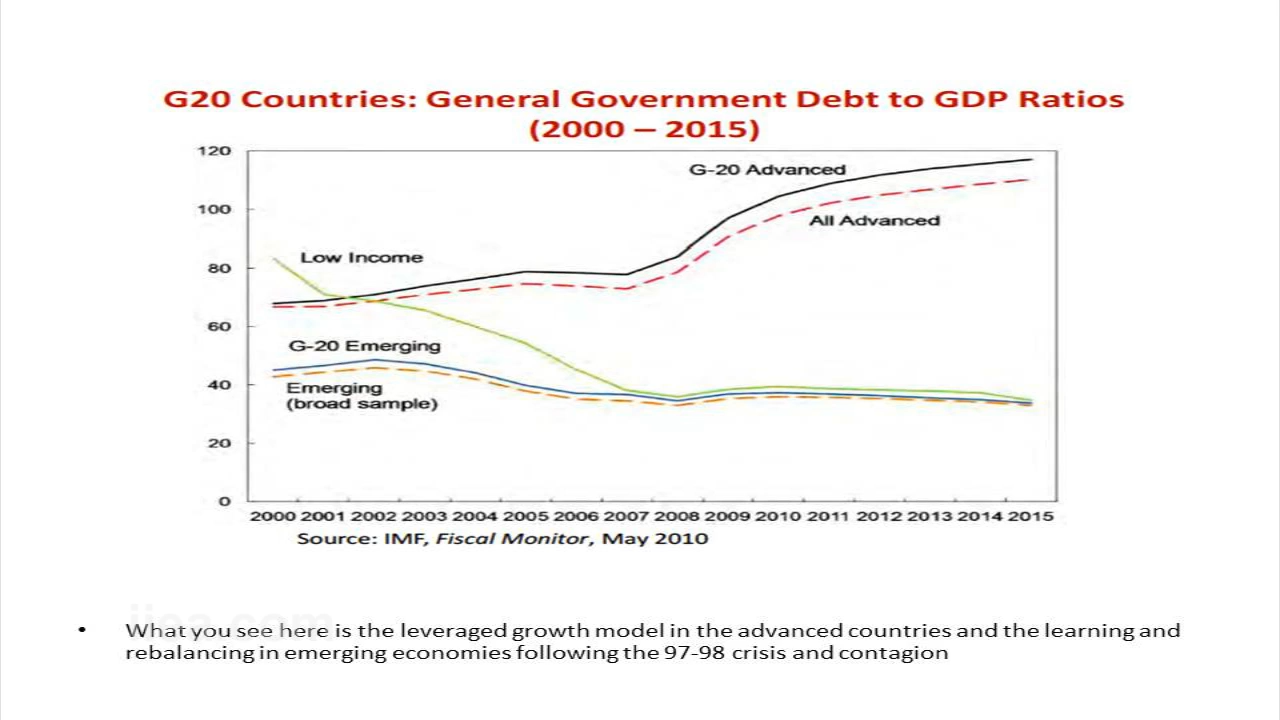 G20 Countries: General Government Debt to GDP Ratios
(2000 – 2015)
120
G-20 Advanced
100
All Advanced
Low Income
80
60
G-20 Emerging
40
Emerging
(broad sample)
20
0
2000 2001 2002 2003 2004 2005 2006 2007 2008 2009 2010 2011 2012 2013 2014 2015
Source: IMF, Fiscal Monitor, May 2010
• What you see here is the leveraged growth model in the advanced countries and the learning and
rebalancing in emerging economies following the 97-98 crisis and contagion